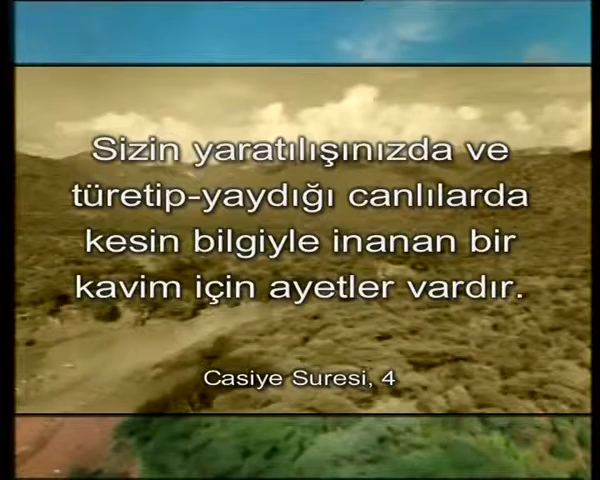 Sizin yaratılışınızda ve
türetip-yaydığı canlılarda
kesin bilgiyle inanan bir
kavim için ayetler vardır.
Casiye Suresi, 4